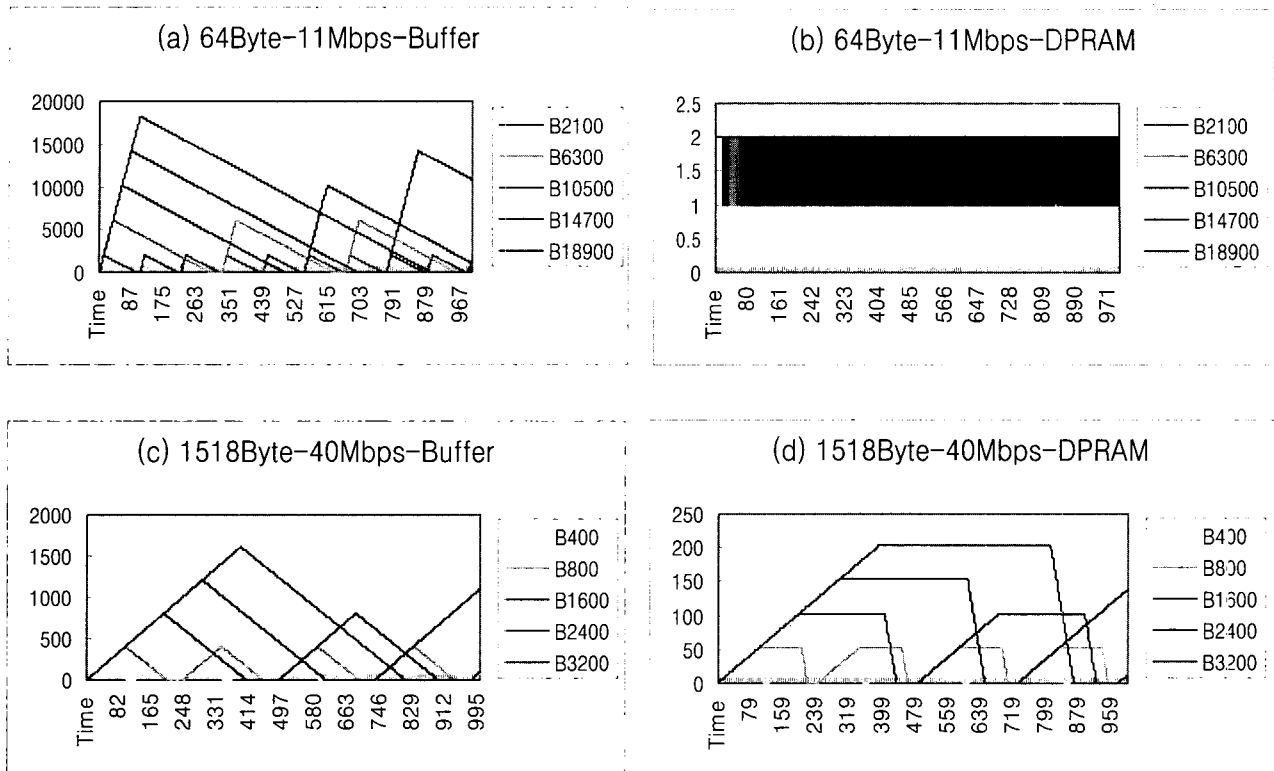 (a) 64Byte-11Mbps-Buffer
20000
15000
10000
5000
0
Time
87
175
263
351
439
527
615
703
791
879
967
B2100
B6300
B10500
B14700
B18900
(b) 64Byte-11Mbps-DPRAM
2.5
2
1.5
1
0.5
0
Time
80
161
242
323
404
485
566
647
728
809
890
971
B2100
B6300
B10500
B14700
B18900
(c) 1518Byte-40Mbps-Buffer
2000
1500
1000
500
0
Time
82
165
248
331
414
497
580
663
746
829
912
995
B400
B800
B1600
B2400
B3200
(d) 1518Byte-40Mbps-DPRAM
250
200
150
100
50
0
Time
79
159
239
319
399
479
559
639
719
799
879
959
B400
B800
B1600
B2400
B3200